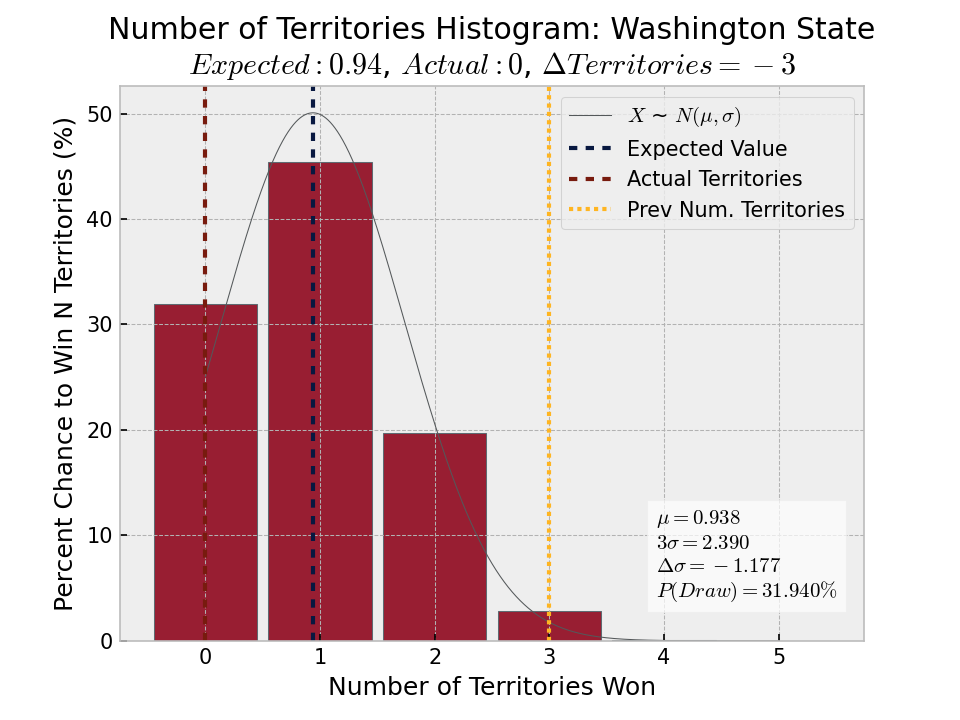 Number of Territories Histogram: Washington State
Expected : 0.94, Actual : 0, ΔTerritories = −3
50
40
30
20
10
0
Percent Chance to Win N Territories (%)
X ~ N(μ, σ)
Expected Value
Actual Territories
Prev Num. Territories
μ = 0.938
3σ = 2.390
Δσ = −1.177
P(Draw) = 31.940%
0 1 2 3 4 5
Number of Territories Won